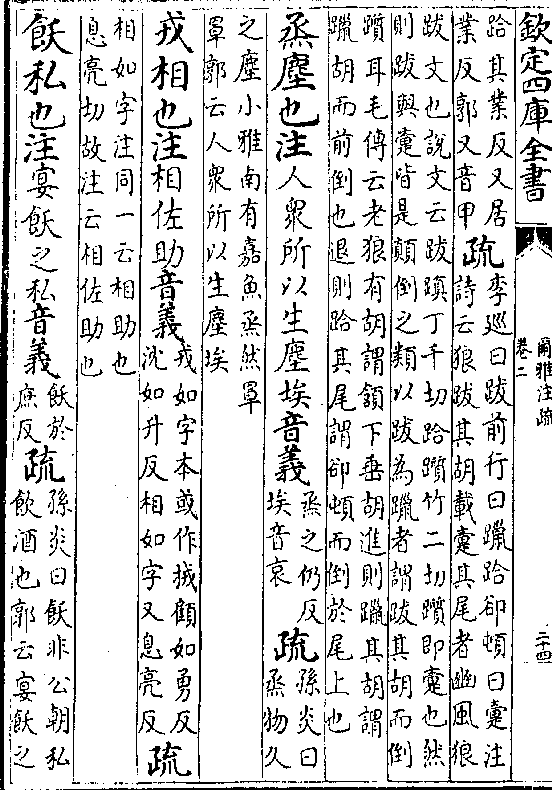 欽定四庫全書
爾雅注疏
卷二
二十四
跲其業反又居
業反郭又音甲
疏
李巡曰跋前行曰躐跲卻頓曰疐注
詩云狼跋其胡載疐其尾者豳風狼
跋文也說文云跋蹎丁千切跲躓竹二切躓即疐也然
則跋與疐皆是顛倒之類以跋為躐者謂跋其胡而倒
躓耳毛傳云老狼有胡謂頷下垂胡進則躐其胡謂
躐胡而前倒也退則跲其尾謂卻頓而倒於尾上也
烝塵也注人眾所以生塵埃音義
烝之仍反
埃音哀
疏
孫炎曰
烝物久
之塵小雅南有嘉魚烝然罩
罩郭云人眾所以生塵埃
戎相也注相佐助音義
戎如字本或作搣顧如勇反
沈如升反相如字又息亮反
疏
相如字注同一云相助也
息亮切故注云相佐助也
飫私也注宴飫之私音義
飫於
庶反
疏
孫炎曰飫非公朝私
飲酒也郭云宴飫之